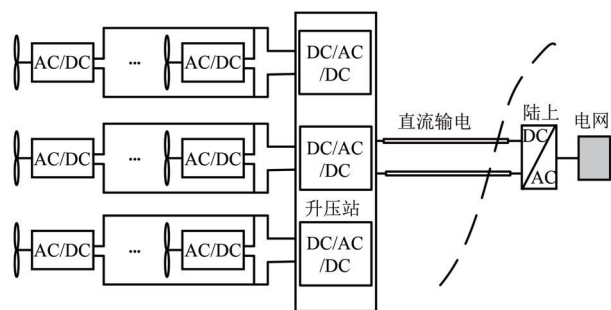 AC/DC ... AC/DC DC/AC
/DC
直流输电 陆上 电网
AC/DC ... AC/DC DC/AC
/DC
DC
AC
升压站
AC/DC ... AC/DC DC/AC
/DC